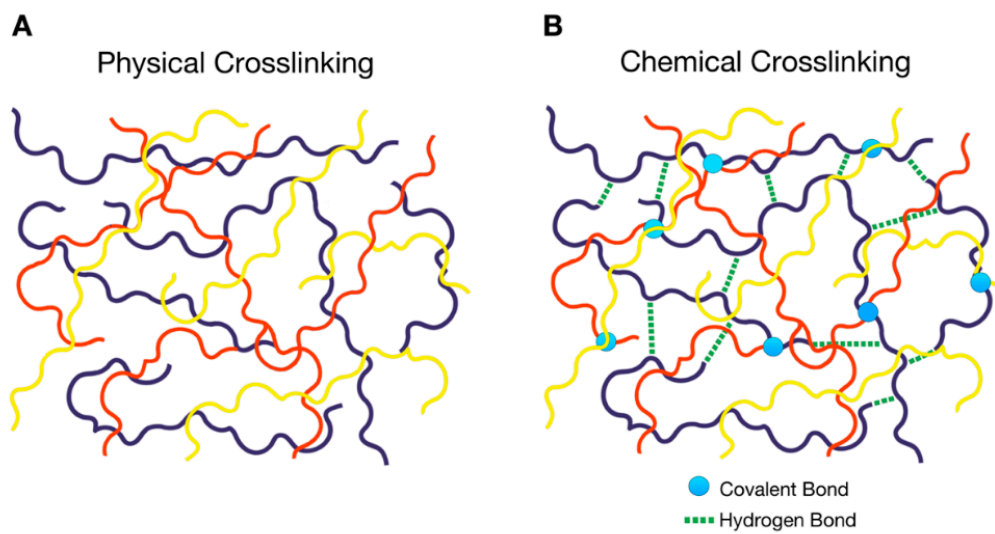 A
Physical Crosslinking
B
Chemical Crosslinking
Covalent Bond
Hydrogen Bond